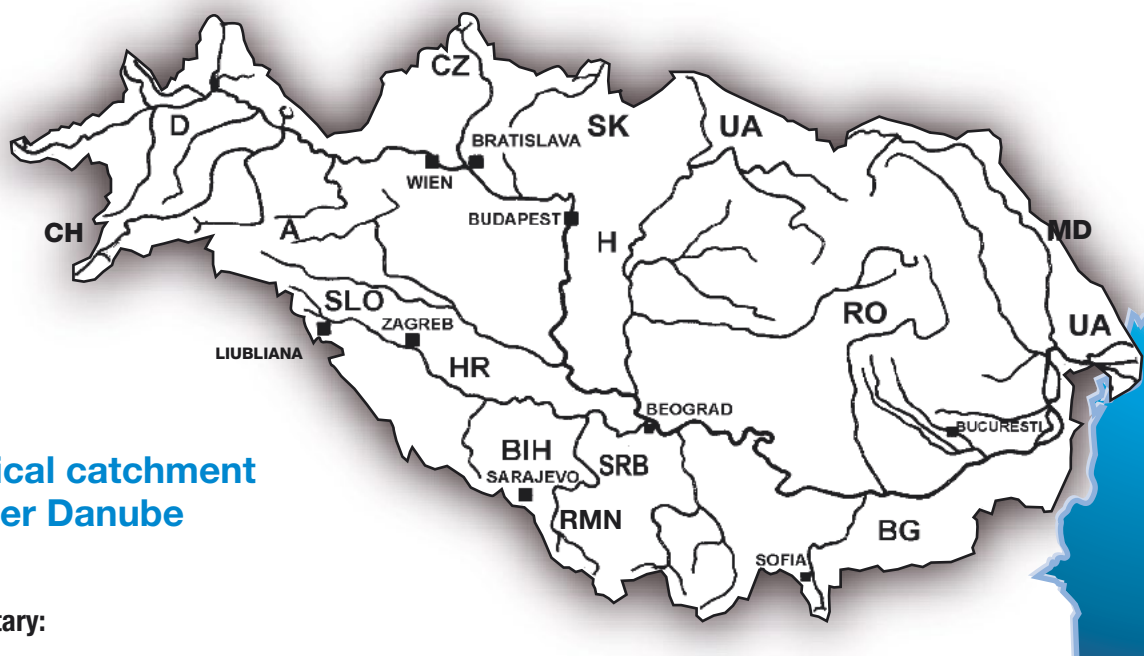 CZ
D
BRATISLAVA
SK
UA
WIEN
CH
A
BUDAPEST
H
MD
SLO
ZAGREB
RO
UA
LIUBLIANA
HR
BEOGRAD
BUCURESTI
BIH
SARAJEVO
SRB
ical catchment
er Danube
RMN
BG
SOFIA
tary: